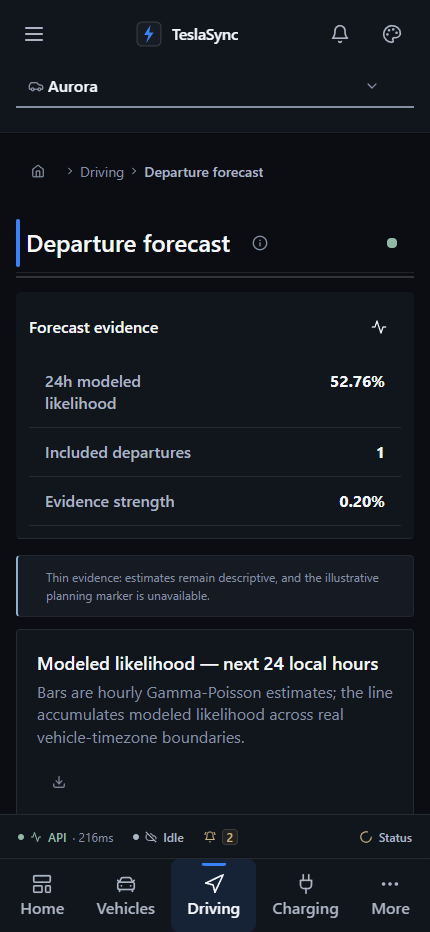 TeslaSync
Aurora
Driving
Departure forecast
Departure forecast
Forecast evidence
24h modeled
likelihood
52.76%
Included departures
1
Evidence strength
0.20%
Thin evidence: estimates remain descriptive, and the illustrative
planning marker is unavailable.
Modeled likelihood — next 24 local hours
Bars are hourly Gamma-Poisson estimates; the line
accumulates modeled likelihood across real
vehicle-timezone boundaries.
API · 216ms
Idle
2
Status
Home
Vehicles
Driving
Charging
More